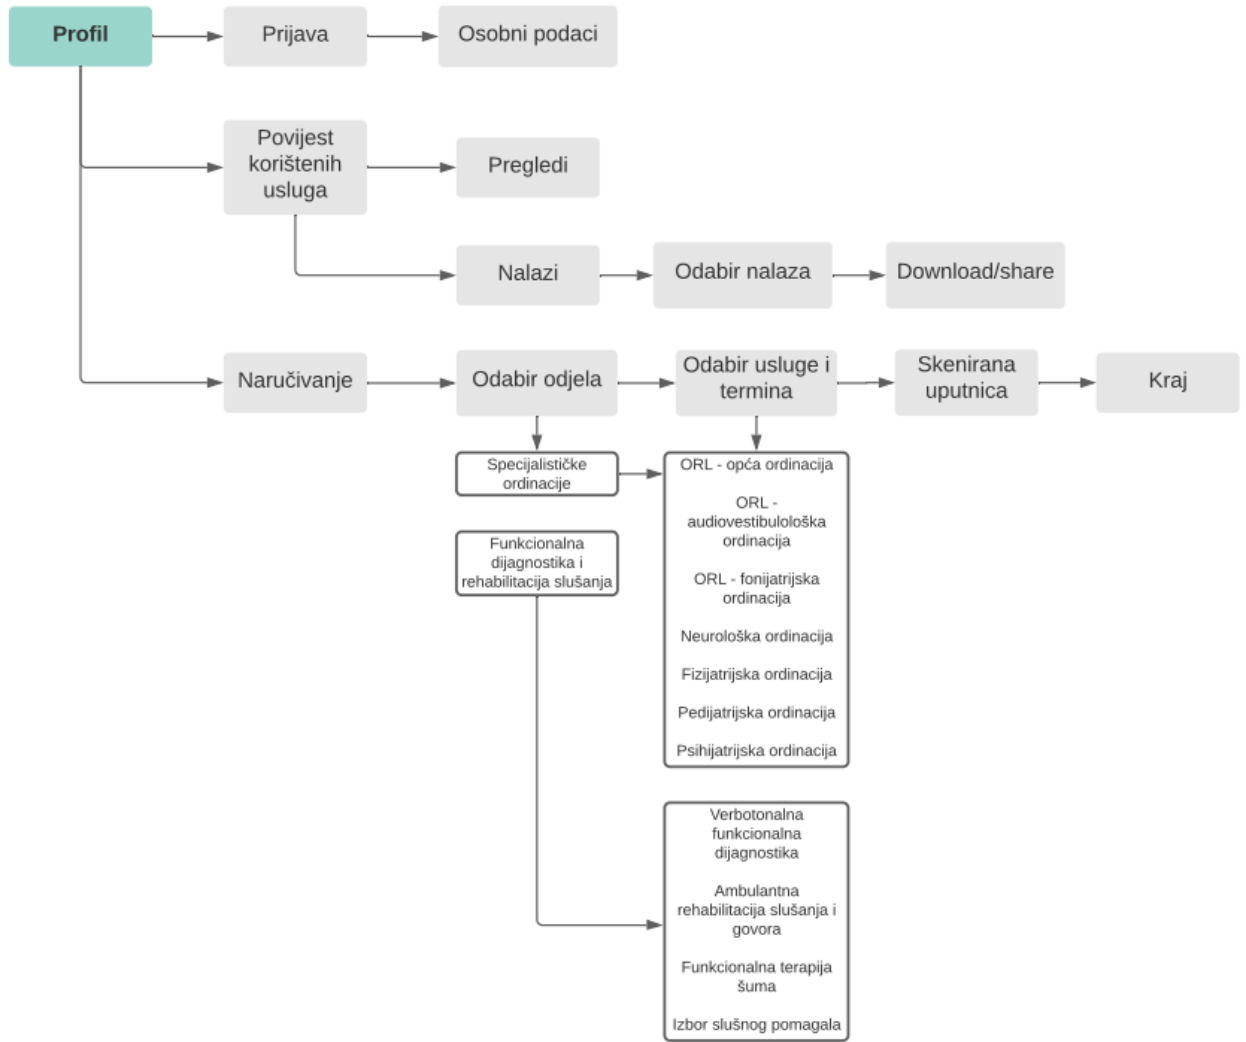 Profil
Prijava
Osobni podaci
Povijest
korištenih
usluga
Pregledi
Nalazi
Odabir nalaza
Download/share
Naručivanje
Odabir odjela
Odabir usluge i
termina
Skenirana
uputnica
Kraj
Specijalističke
ordinacije
Funkcionalna
dijagnostika i
rehabilitacija slušanja
ORL - opća ordinacija
ORL -
audiovestibulološka
ordinacija
ORL - fonijatrijska
ordinacija
Neurološka ordinacija
Fizijatrijska ordinacija
Pedijatrijska ordinacija
Psihijatrijska ordinacija
Verbotonalna
funkcionalna
dijagnostika
Ambulantna
rehabilitacija slušanja i
govora
Funkcionalna terapija
šuma
Izbor slušnog pomagala